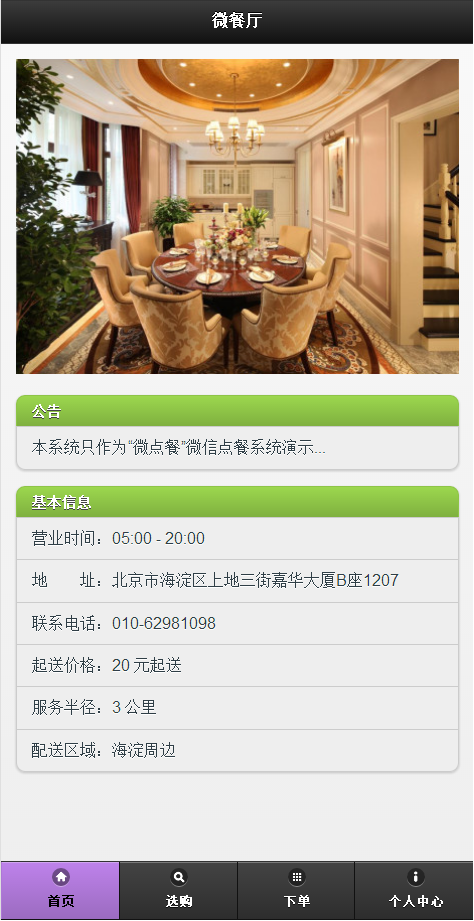 微餐厅
公告
本系统只作为“微点餐”微信点餐系统演示...
基本信息
营业时间：05:00 - 20:00
地　　址：北京市海淀区上地三街嘉华大厦B座1207
联系电话：010-62981098
起送价格：20 元起送
服务半径：3 公里
配送区域：海淀周边
首页 选购 下单 个人中心